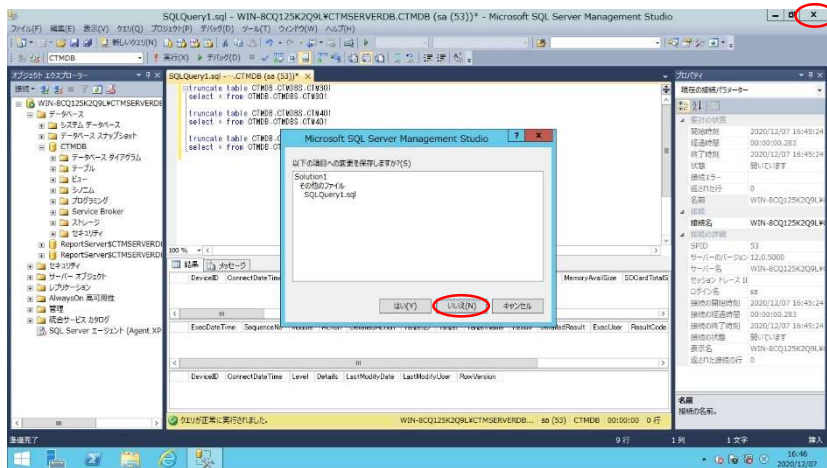 SQLQuery1.sql - WIN-8CQ125K2Q9L¥CTMSERVERDB.CTMDB (sa (53))* - Microsoft SQL Server Management Studio
ファイル(F) 編集(E) 表示(V) クエリ(Q) プロジェクト(P) デバッグ(D) ツール(T) ウィンドウ(W) ヘルプ(H)
新しいクエリ(N)
CTMDB
実行(X) デバッグ(D)
オブジェクト エクスプローラー
接続
WIN-8CQ125K2Q9L¥CTMSERVERDB
データベース
システム データベース
データベース スナップショット
CTMDB
データベース ダイアグラム
テーブル
ビュー
シノニム
プログラミング
Service Broker
ストレージ
セキュリティ
ReportServer$CTMSERVERDB
ReportServer$CTMSERVERDB
セキュリティ
サーバー オブジェクト
レプリケーション
AlwaysOn 高可用性
管理
統合サービス カタログ
SQL Server エージェント (Agent XP
SQLQuery1.sql -...CTMDB (sa (53))*
truncate table CTMDB.CTMDBS.CTM301
select * from CTMDB.CTMDBS.CTM301
truncate table CTMDB.CTMDBS.CTM401
select * from CTMDB.CTMDBS.CTM401
truncate table CTMDB.C
select * from CTMDB.CT
100 %
結果 メッセージ
DeviceID ConnectDateTime
MemoryAvailSize SDCardTotalS
ExecDateTime SequenceNo Module Action DetailedAction TargetID Target TargetName Result DetailedResult ExecUser ResultCode
DeviceID ConnectDateTime Level Details LastModifyDate LastModifyUser RowVersion
クエリが正常に実行されました。
WIN-8CQ125K2Q9L¥CTMSERVERDB... sa (53) CTMDB 00:00:00 0 行
Microsoft SQL Server Management Studio
以下の項目への変更を保存しますか?(S)
Solution1
その他のファイル
SQLQuery1.sql
はい(Y) いいえ(N) キャンセル
プロパティ
現在の接続パラメーター
集計の状態
開始時刻 2020/12/07 16:45:24
経過時間 00:00:00.283
終了時刻 2020/12/07 16:45:24
状態 開いています
接続エラー
返された行 0
名前 WIN-8CQ125K2Q9L¥
接続
接続名 WIN-8CQ125K2Q9L¥
接続の詳細
SPID 53
サーバーのバージョン 12.0.5000
サーバー名 WIN-8CQ125K2Q9L¥
セッション トレース ID
ログイン名 sa
接続の開始時刻 2020/12/07 16:45:24
接続の経過時間 00:00:00.283
接続の終了時刻 2020/12/07 16:45:24
接続の状態 開いています
表示名 WIN-8CQ125K2Q9L¥
返された接続の行 0
名前
接続の名前。
準備完了
9 行 1 列 1 文字 挿入
16:46
2020/12/07